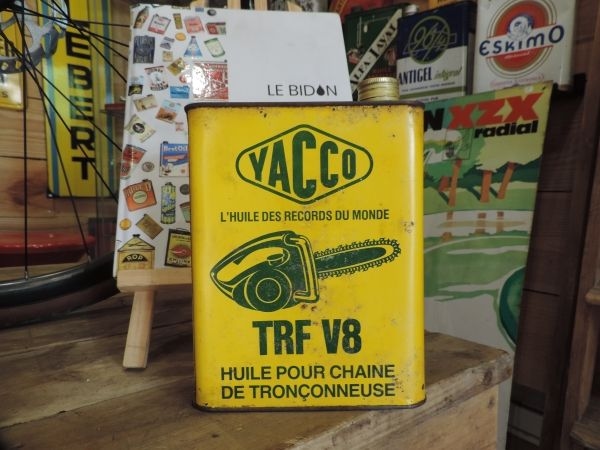 YACCO
L'HUILE DES RECORDS DU MONDE
TRF V8
HUILE POUR CHAINE
DE TRONÇONNEUSE
LE BIDON
ANTIGEL intégral
ESKIMO
XZX
radial